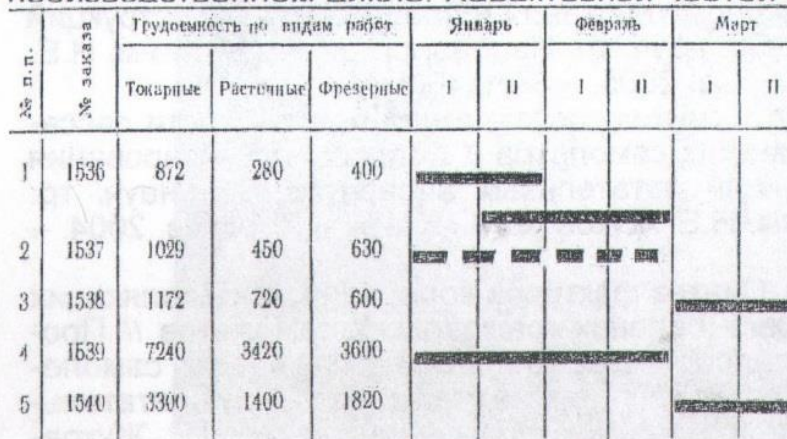 Трудоемкость по видам работ Январь Февраль Март
№ п.п. № заказа Токарные Расточные Фрезерные I II I II I II
1 1536 872 280 400
2 1537 1029 450 630
3 1538 1172 720 600
4 1539 7240 3420 3600
5 1540 3300 1400 1820